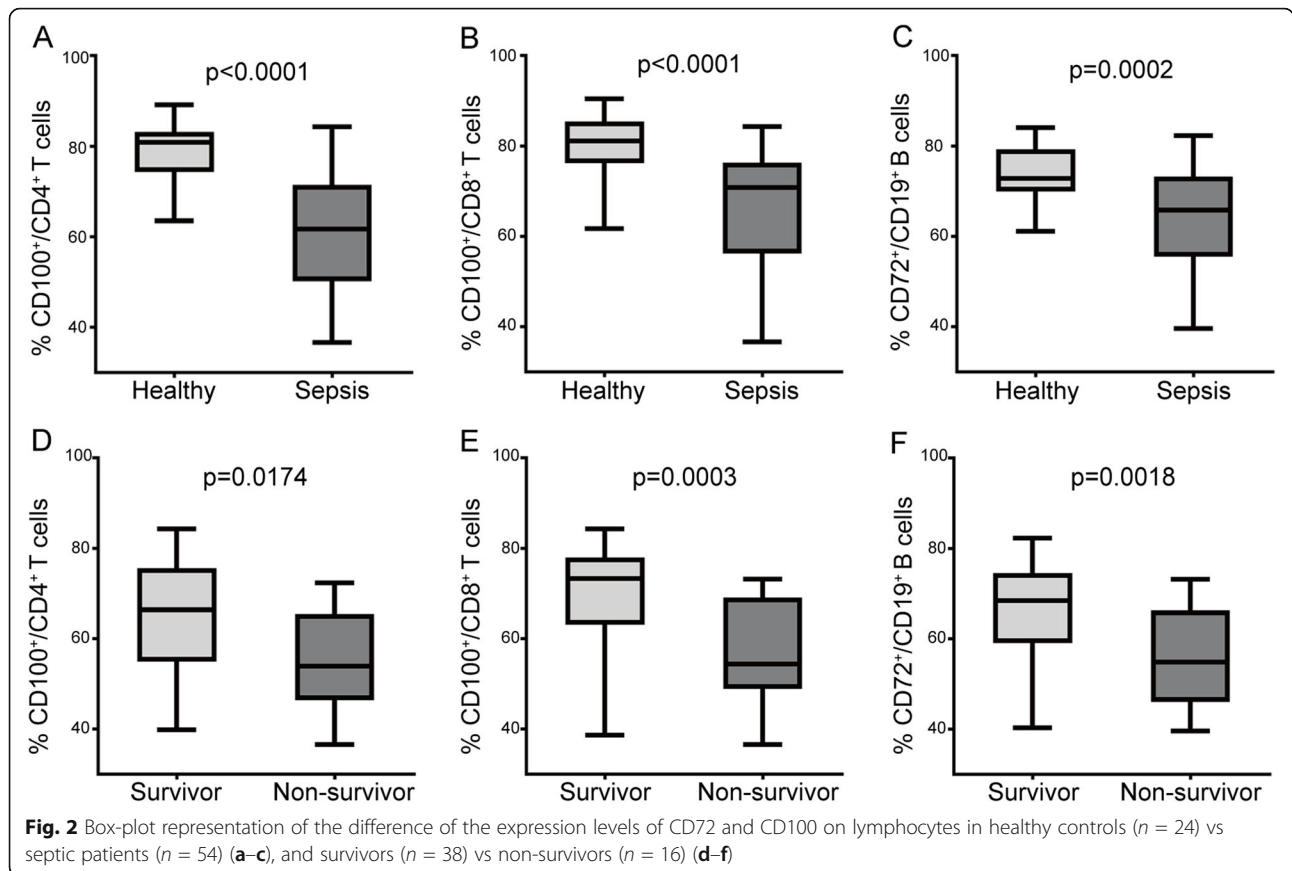 A
p<0.0001
% CD100⁺/CD4⁺ T cells
100
80
60
40
Healthy Sepsis
B
p<0.0001
% CD100⁺/CD8⁺ T cells
100
80
60
40
Healthy Sepsis
C
p=0.0002
% CD72⁺/CD19⁺ B cells
100
80
60
40
Healthy Sepsis
D
p=0.0174
% CD100⁺/CD4⁺ T cells
100
80
60
40
Survivor Non-survivor
E
p=0.0003
% CD100⁺/CD8⁺ T cells
100
80
60
40
Survivor Non-survivor
F
p=0.0018
% CD72⁺/CD19⁺ B cells
100
80
60
40
Survivor Non-survivor
Fig. 2 Box-plot representation of the difference of the expression levels of CD72 and CD100 on lymphocytes in healthy controls (n = 24) vs
septic patients (n = 54) (a–c), and survivors (n = 38) vs non-survivors (n = 16) (d–f)